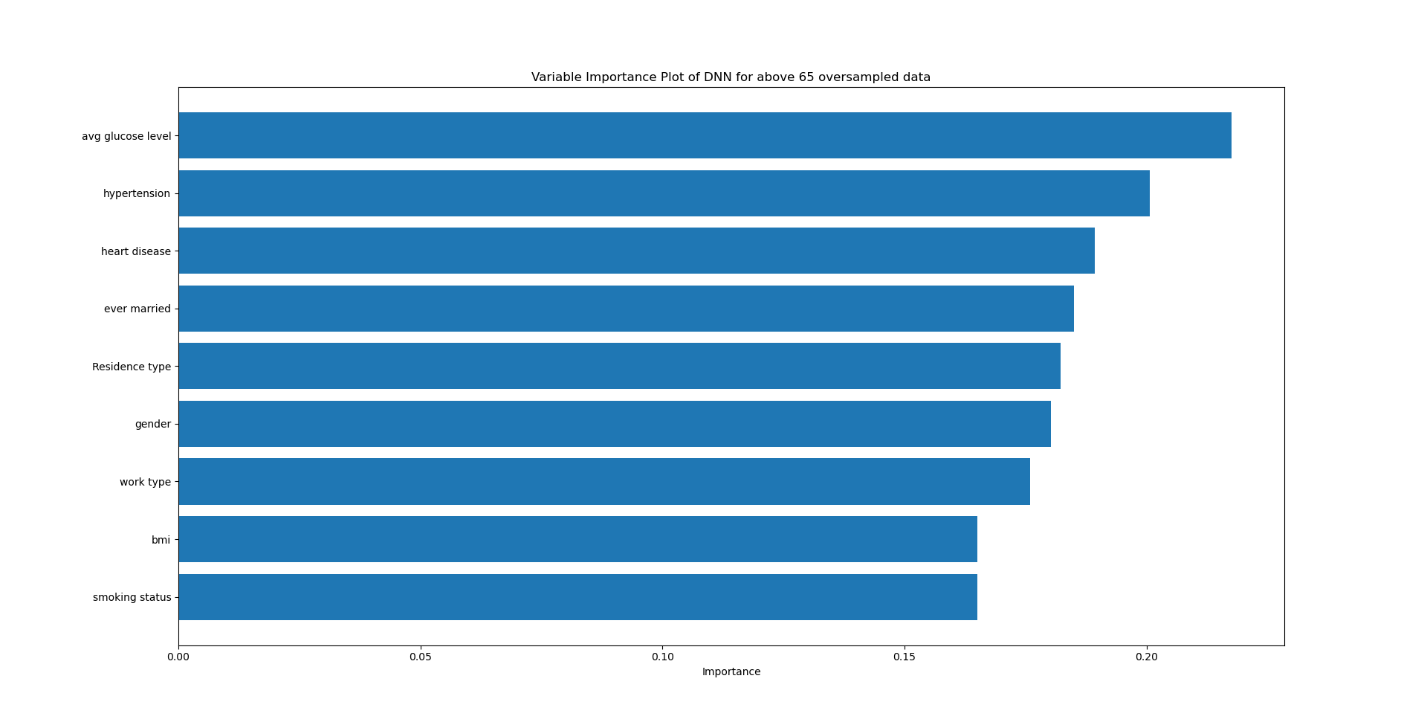 Variable Importance Plot of DNN for above 65 oversampled data
avg glucose level
hypertension
heart disease
ever married
Residence type
gender
work type
bmi
smoking status
0.00 0.05 0.10 0.15 0.20
Importance